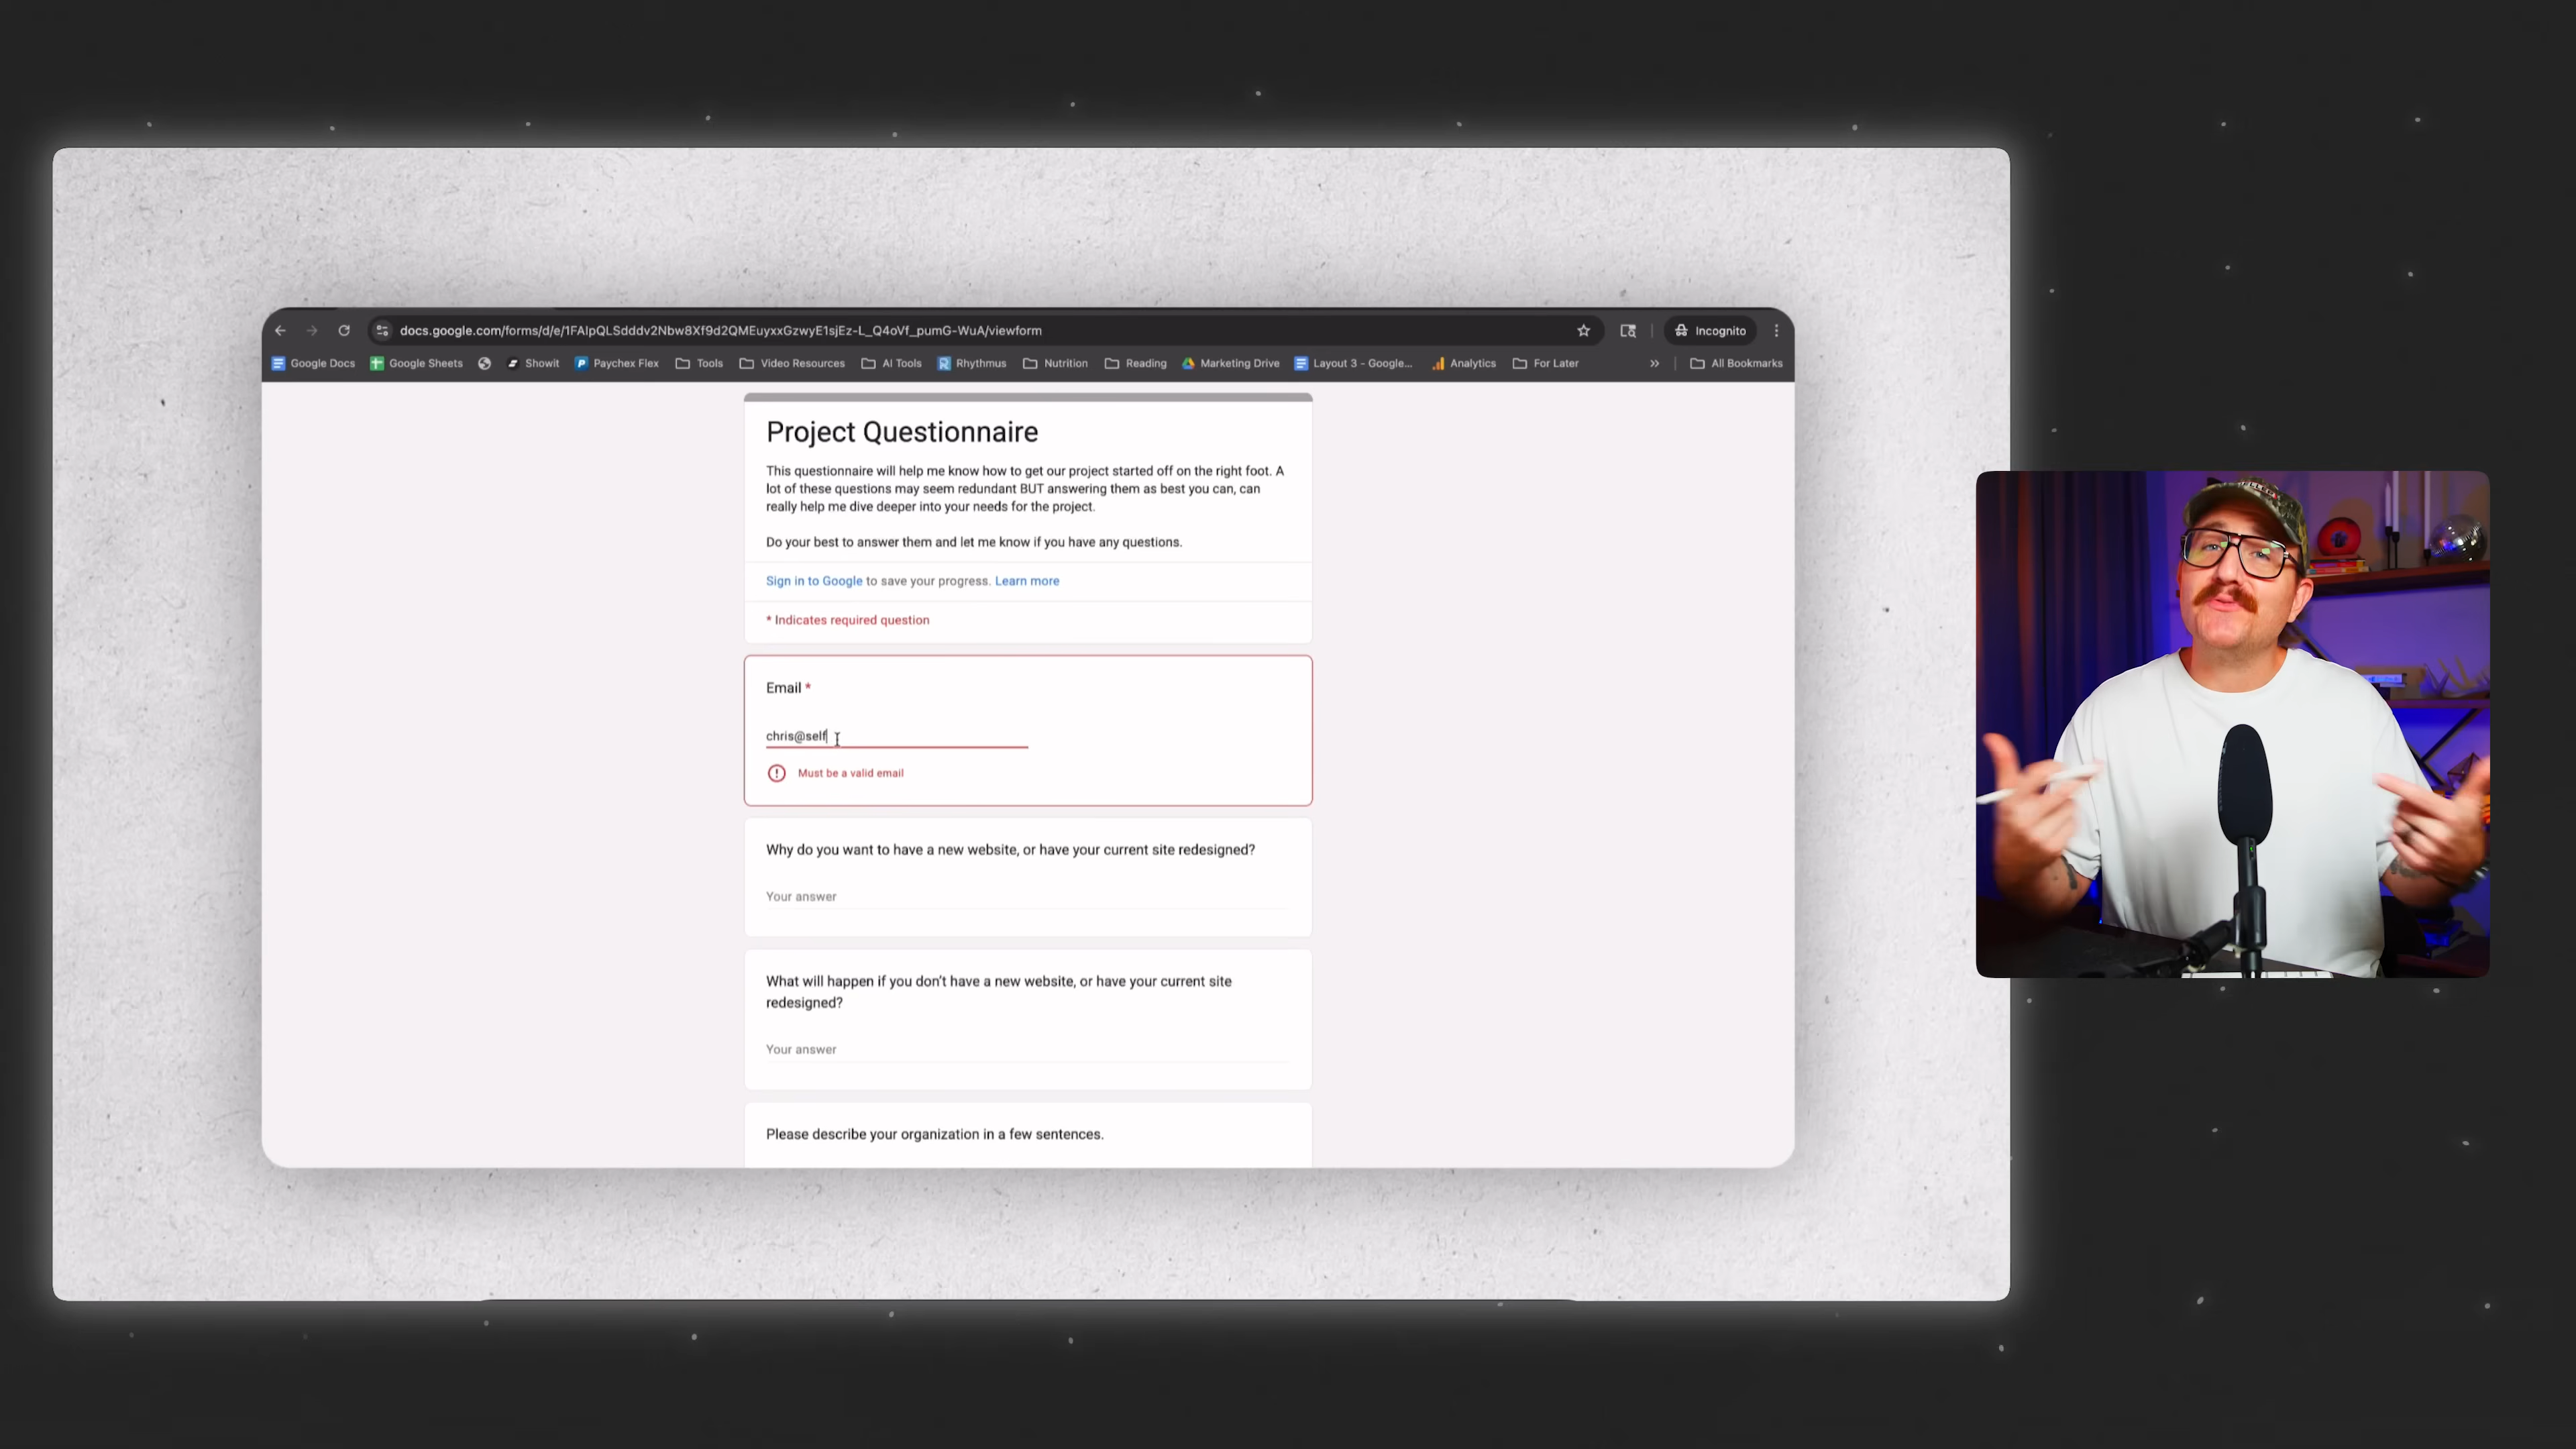 docs.google.com/forms/d/e/1FAIpQLSdddv2Nbw8Xf9d2QMEuyxxGzwyE1sjEz-L_Q4oVf_pumG-WuA/viewform
Incognito
Google Docs Google Sheets Showit Paychex Flex Tools Video Resources AI Tools Rhythmus Nutrition Reading Marketing Drive Layout 3 - Google... Analytics For Later All Bookmarks
Project Questionnaire
This questionnaire will help me know how to get our project started off on the right foot. A
lot of these questions may seem redundant BUT answering them as best you can, can
really help me dive deeper into your needs for the project.
Do your best to answer them and let me know if you have any questions.
Sign in to Google to save your progress. Learn more
* Indicates required question
Email *
chris@self
Must be a valid email
Why do you want to have a new website, or have your current site redesigned?
Your answer
What will happen if you don't have a new website, or have your current site
redesigned?
Your answer
Please describe your organization in a few sentences.